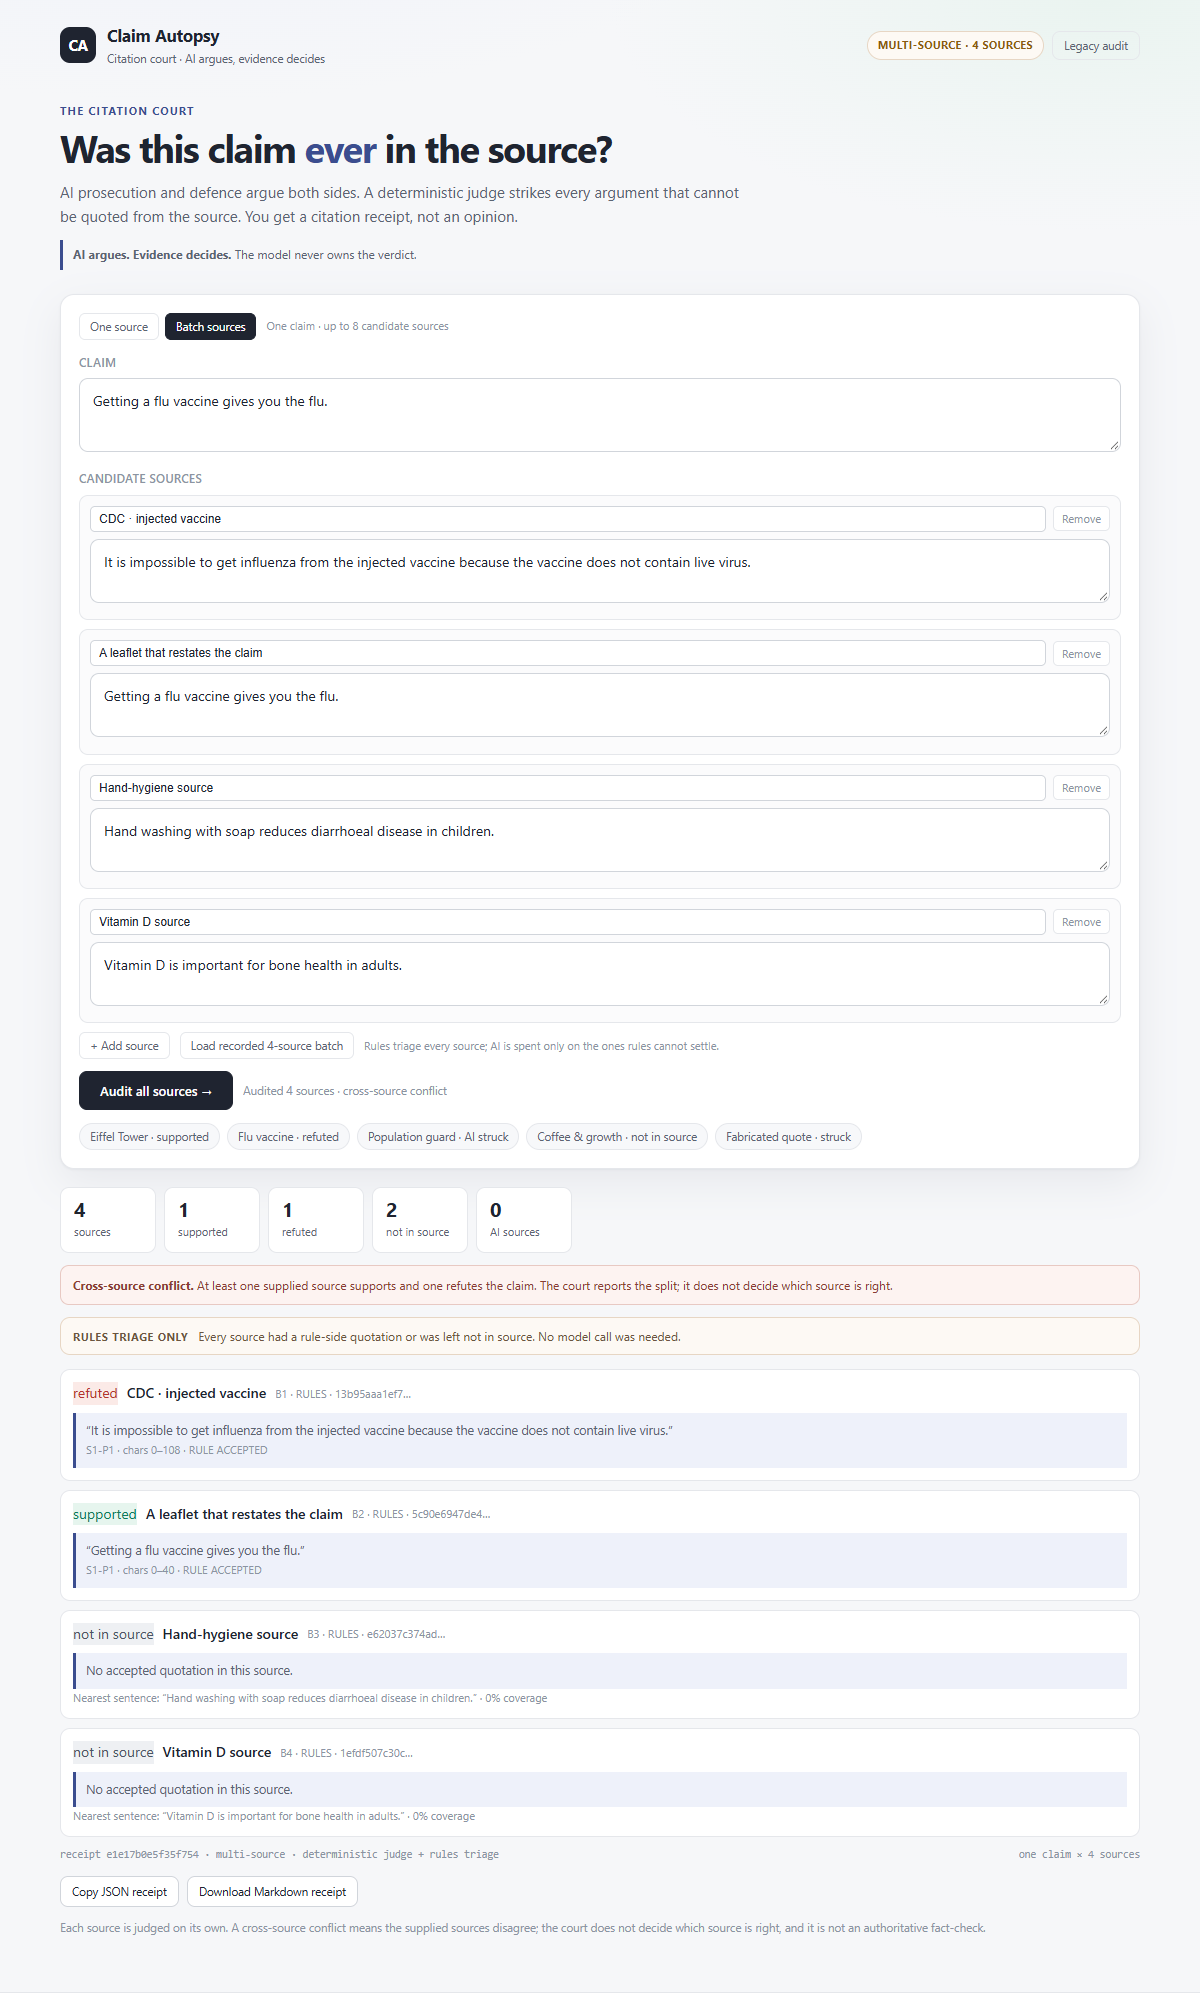 CA
Claim Autopsy
Citation court · AI argues, evidence decides
MULTI-SOURCE · 4 SOURCES
Legacy audit
THE CITATION COURT
Was this claim ever in the source?
AI prosecution and defence argue both sides. A deterministic judge strikes every argument that cannot
be quoted from the source. You get a citation receipt, not an opinion.
AI argues. Evidence decides. The model never owns the verdict.
One source
Batch sources
One claim · up to 8 candidate sources
CLAIM
Getting a flu vaccine gives you the flu.
CANDIDATE SOURCES
CDC · injected vaccine
Remove
It is impossible to get influenza from the injected vaccine because the vaccine does not contain live virus.
A leaflet that restates the claim
Remove
Getting a flu vaccine gives you the flu.
Hand-hygiene source
Remove
Hand washing with soap reduces diarrhoeal disease in children.
Vitamin D source
Remove
Vitamin D is important for bone health in adults.
+ Add source
Load recorded 4-source batch
Rules triage every source; AI is spent only on the ones rules cannot settle.
Audit all sources →
Audited 4 sources · cross-source conflict
Eiffel Tower · supported
Flu vaccine · refuted
Population guard · AI struck
Coffee & growth · not in source
Fabricated quote · struck
4
sources
1
supported
1
refuted
2
not in source
0
AI sources
Cross-source conflict. At least one supplied source supports and one refutes the claim. The court reports the split; it does not decide which source is right.
RULES TRIAGE ONLY Every source had a rule-side quotation or was left not in source. No model call was needed.
refuted CDC · injected vaccine B1 · RULES · 13b95aaa1ef7…
“It is impossible to get influenza from the injected vaccine because the vaccine does not contain live virus.”
S1-P1 · chars 0–108 · RULE ACCEPTED
supported A leaflet that restates the claim B2 · RULES · 5c90e6947de4…
“Getting a flu vaccine gives you the flu.”
S1-P1 · chars 0–40 · RULE ACCEPTED
not in source Hand-hygiene source B3 · RULES · e62037c374ad…
No accepted quotation in this source.
Nearest sentence: “Hand washing with soap reduces diarrhoeal disease in children.” · 0% coverage
not in source Vitamin D source B4 · RULES · 1efdf507c30c…
No accepted quotation in this source.
Nearest sentence: “Vitamin D is important for bone health in adults.” · 0% coverage
receipt e1e17b0e5f35f754 · multi-source · deterministic judge + rules triage
one claim × 4 sources
Copy JSON receipt
Download Markdown receipt
Each source is judged on its own. A cross-source conflict means the supplied sources disagree; the court does not decide which source is right, and it is not an authoritative fact-check.